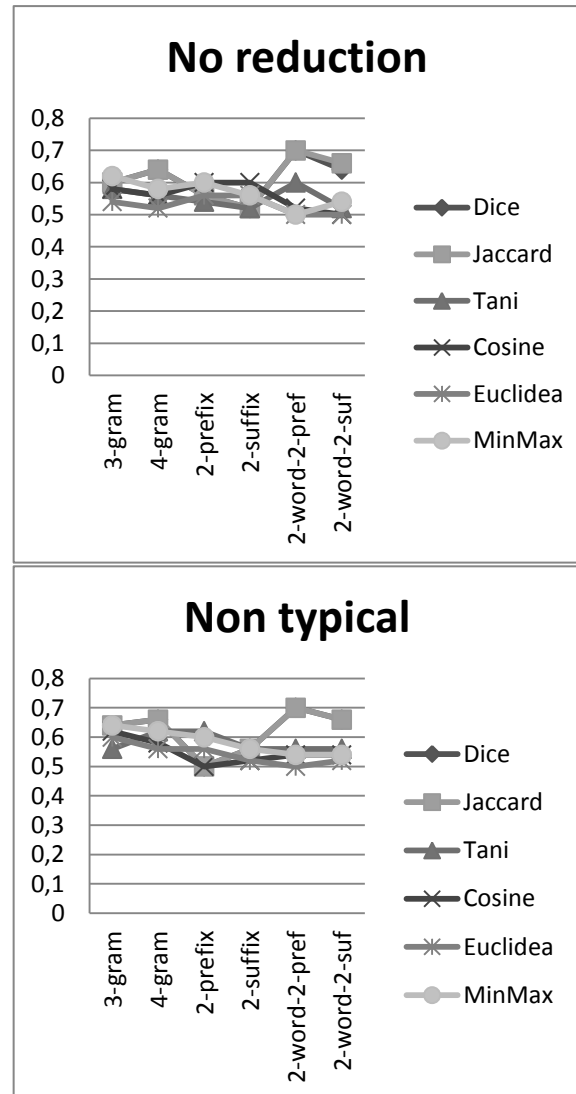 No reduction
0,8
0,7
0,6
0,5
0,4
0,3
0,2
0,1
0
3-gram
4-gram
2-prefix
2-suffix
2-word-2-pref
2-word-2-suf
Dice
Jaccard
Tani
Cosine
Euclidea
MinMax
Non typical
0,8
0,7
0,6
0,5
0,4
0,3
0,2
0,1
0
3-gram
4-gram
2-prefix
2-suffix
2-word-2-pref
2-word-2-suf
Dice
Jaccard
Tani
Cosine
Euclidea
MinMax